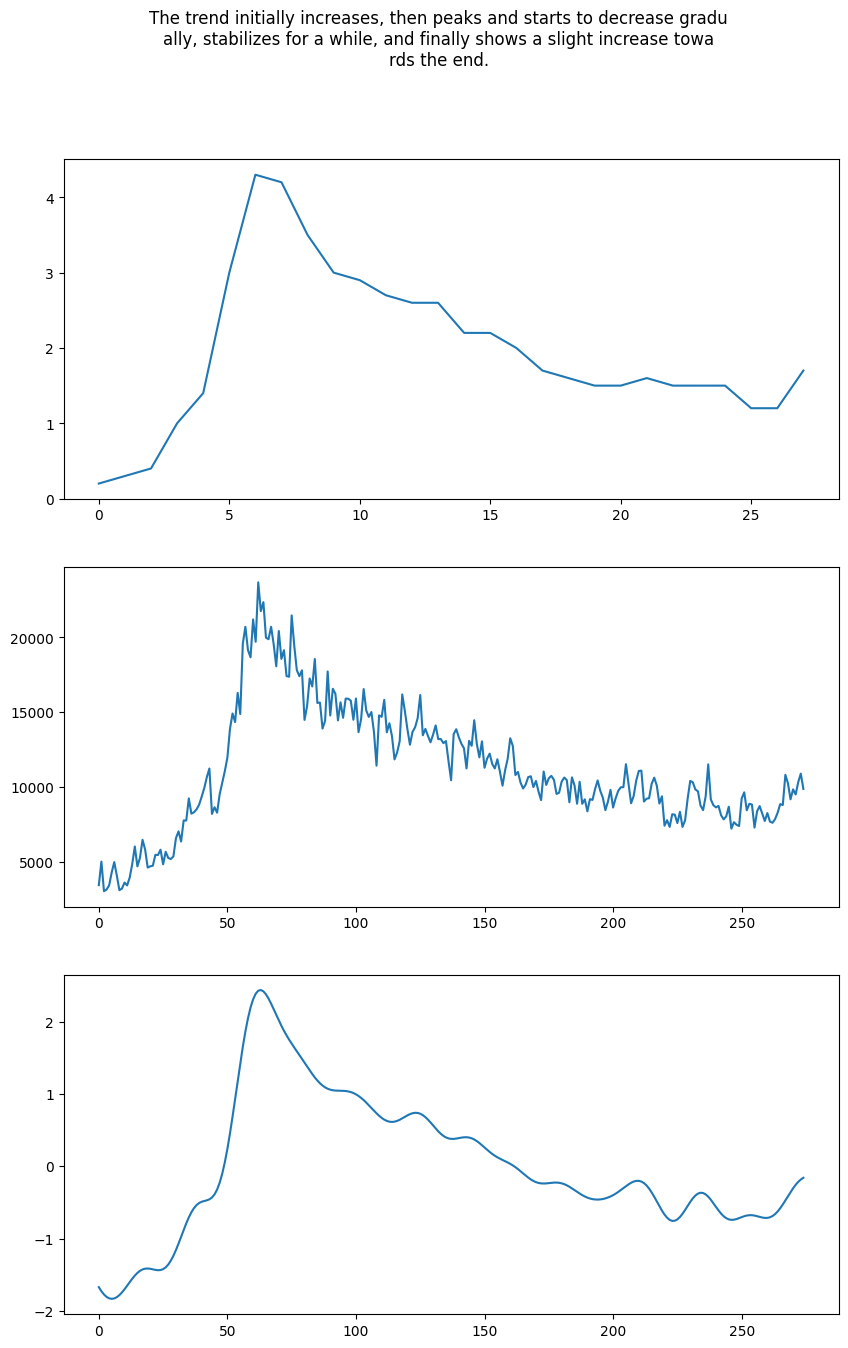 The trend initially increases, then peaks and starts to decrease gradu
ally, stabilizes for a while, and finally shows a slight increase towa
rds the end.
4
3
2
1
0
0 5 10 15 20 25
20000
15000
10000
5000
0 50 100 150 200 250
2
1
0
−1
−2
0 50 100 150 200 250